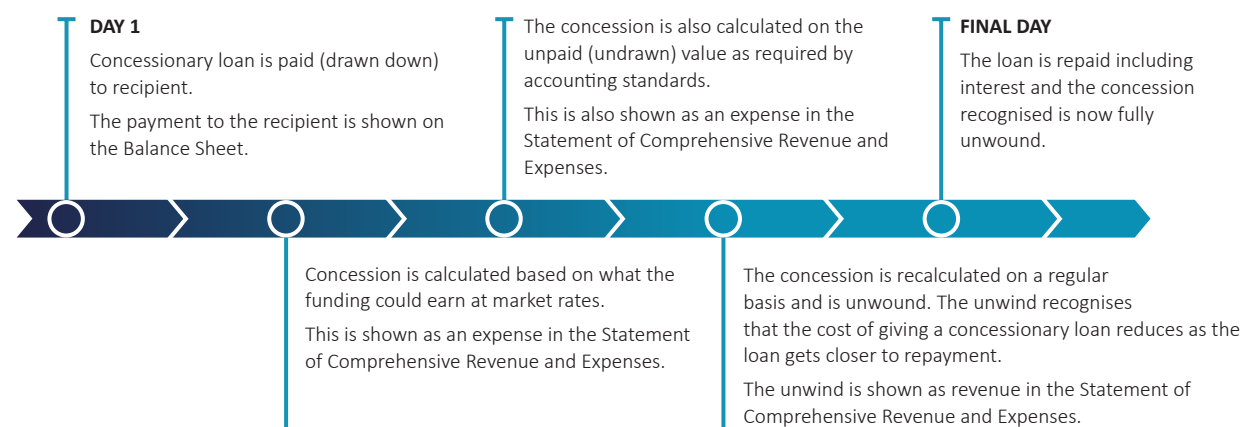 DAY 1
Concessionary loan is paid (drawn down)
to recipient.
The payment to the recipient is shown on
the Balance Sheet.
Concession is calculated based on what the
funding could earn at market rates.
This is shown as an expense in the Statement
of Comprehensive Revenue and Expenses.
The concession is also calculated on the
unpaid (undrawn) value as required by
accounting standards.
This is also shown as an expense in the
Statement of Comprehensive Revenue and
Expenses.
The concession is recalculated on a regular
basis and is unwound. The unwind recognises
that the cost of giving a concessionary loan reduces as the
loan gets closer to repayment.
The unwind is shown as revenue in the Statement of
Comprehensive Revenue and Expenses.
FINAL DAY
The loan is repaid including
interest and the concession
recognised is now fully
unwound.